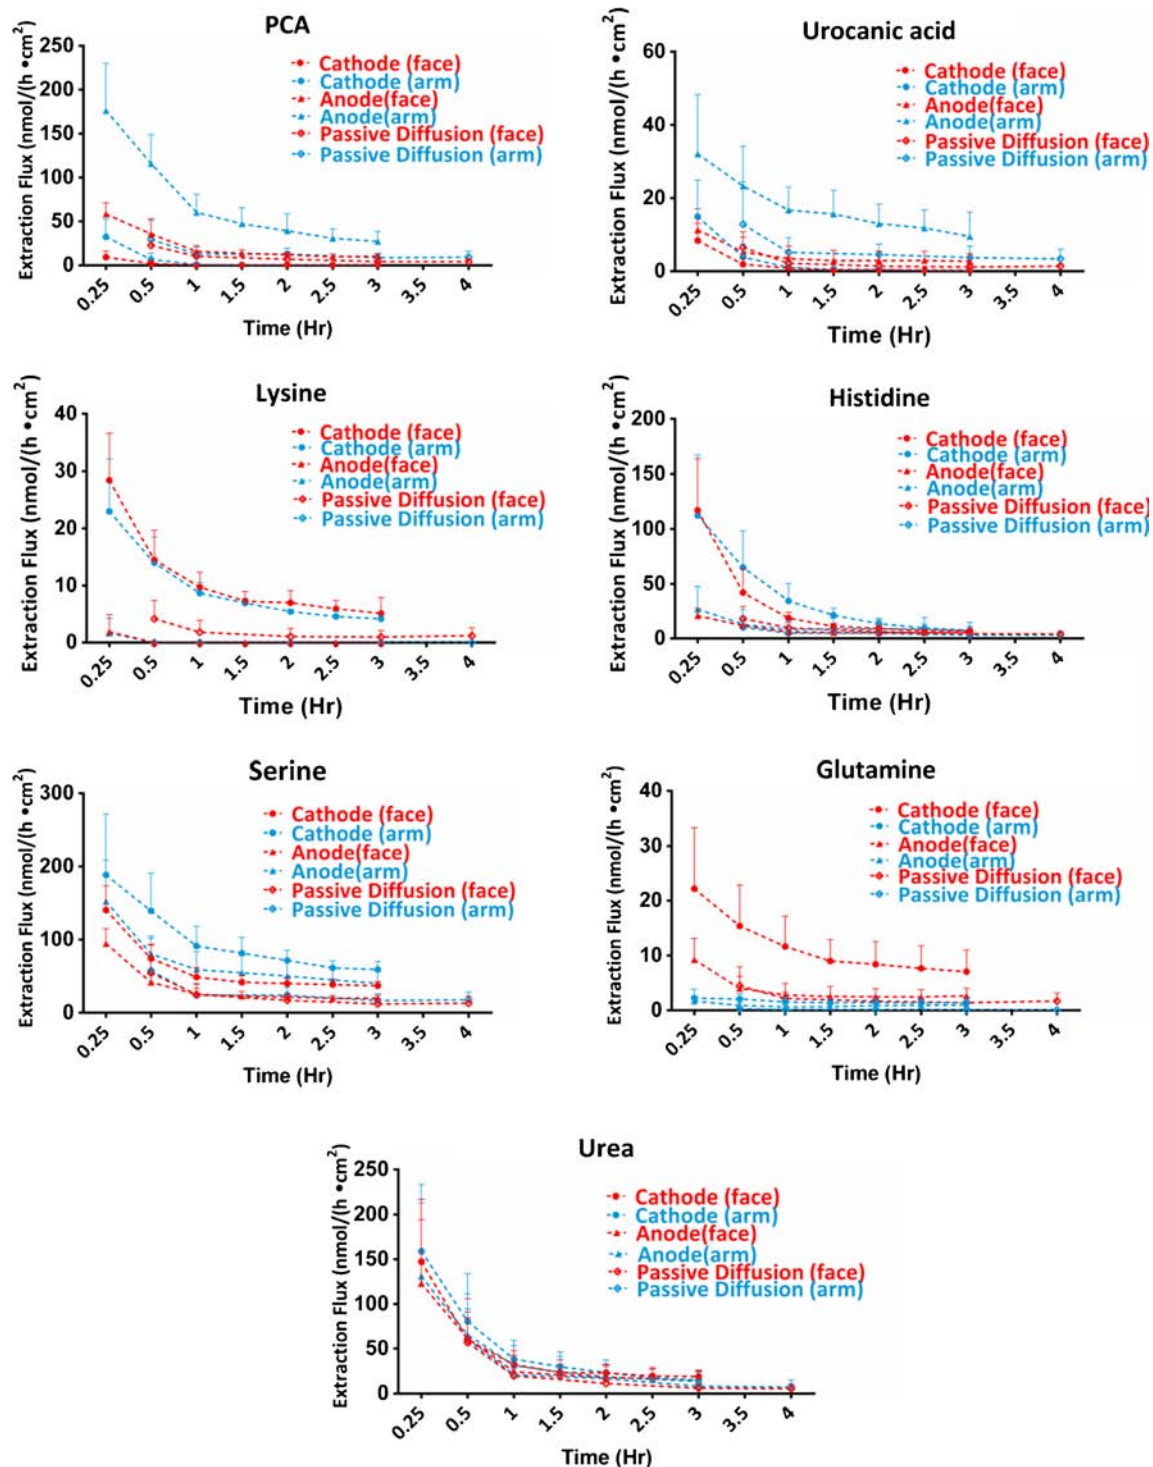 PCA
Extraction Flux (nmol/(h •cm²)
250
200
150
100
50
0
Cathode (face)
Cathode (arm)
Anode(face)
Anode(arm)
Passive Diffusion (face)
Passive Diffusion (arm)
0.25 0.5 1 1.5 2 2.5 3 3.5 4
Time (Hr)
Urocanic acid
Extraction Flux (nmol/(h •cm²)
60
40
20
0
Cathode (face)
Cathode (arm)
Anode(face)
Anode(arm)
Passive Diffusion (face)
Passive Diffusion (arm)
0.25 0.5 1 1.5 2 2.5 3 3.5 4
Time (Hr)
Lysine
Extraction Flux (nmol/(h •cm²)
40
30
20
10
0
Cathode (face)
Cathode (arm)
Anode(face)
Anode(arm)
Passive Diffusion (face)
Passive Diffusion (arm)
0.25 0.5 1 1.5 2 2.5 3 3.5 4
Time (Hr)
Histidine
Extraction Flux (nmol/(h •cm²)
200
150
100
50
0
Cathode (face)
Cathode (arm)
Anode(face)
Anode(arm)
Passive Diffusion (face)
Passive Diffusion (arm)
0.25 0.5 1 1.5 2 2.5 3 3.5 4
Time (Hr)
Serine
Extraction Flux (nmol/(h •cm²)
300
200
100
0
Cathode (face)
Cathode (arm)
Anode(face)
Anode(arm)
Passive Diffusion (face)
Passive Diffusion (arm)
0.25 0.5 1 1.5 2 2.5 3 3.5 4
Time (Hr)
Glutamine
Extraction Flux (nmol/(h •cm²)
40
30
20
10
0
Cathode (face)
Cathode (arm)
Anode(face)
Anode(arm)
Passive Diffusion (face)
Passive Diffusion (arm)
0.25 0.5 1 1.5 2 2.5 3 3.5 4
Time (Hr)
Urea
Extraction Flux (nmol/(h •cm²)
250
200
150
100
50
0
Cathode (face)
Cathode (arm)
Anode(face)
Anode(arm)
Passive Diffusion (face)
Passive Diffusion (arm)
0.25 0.5 1 1.5 2 2.5 3 3.5 4
Time (Hr)